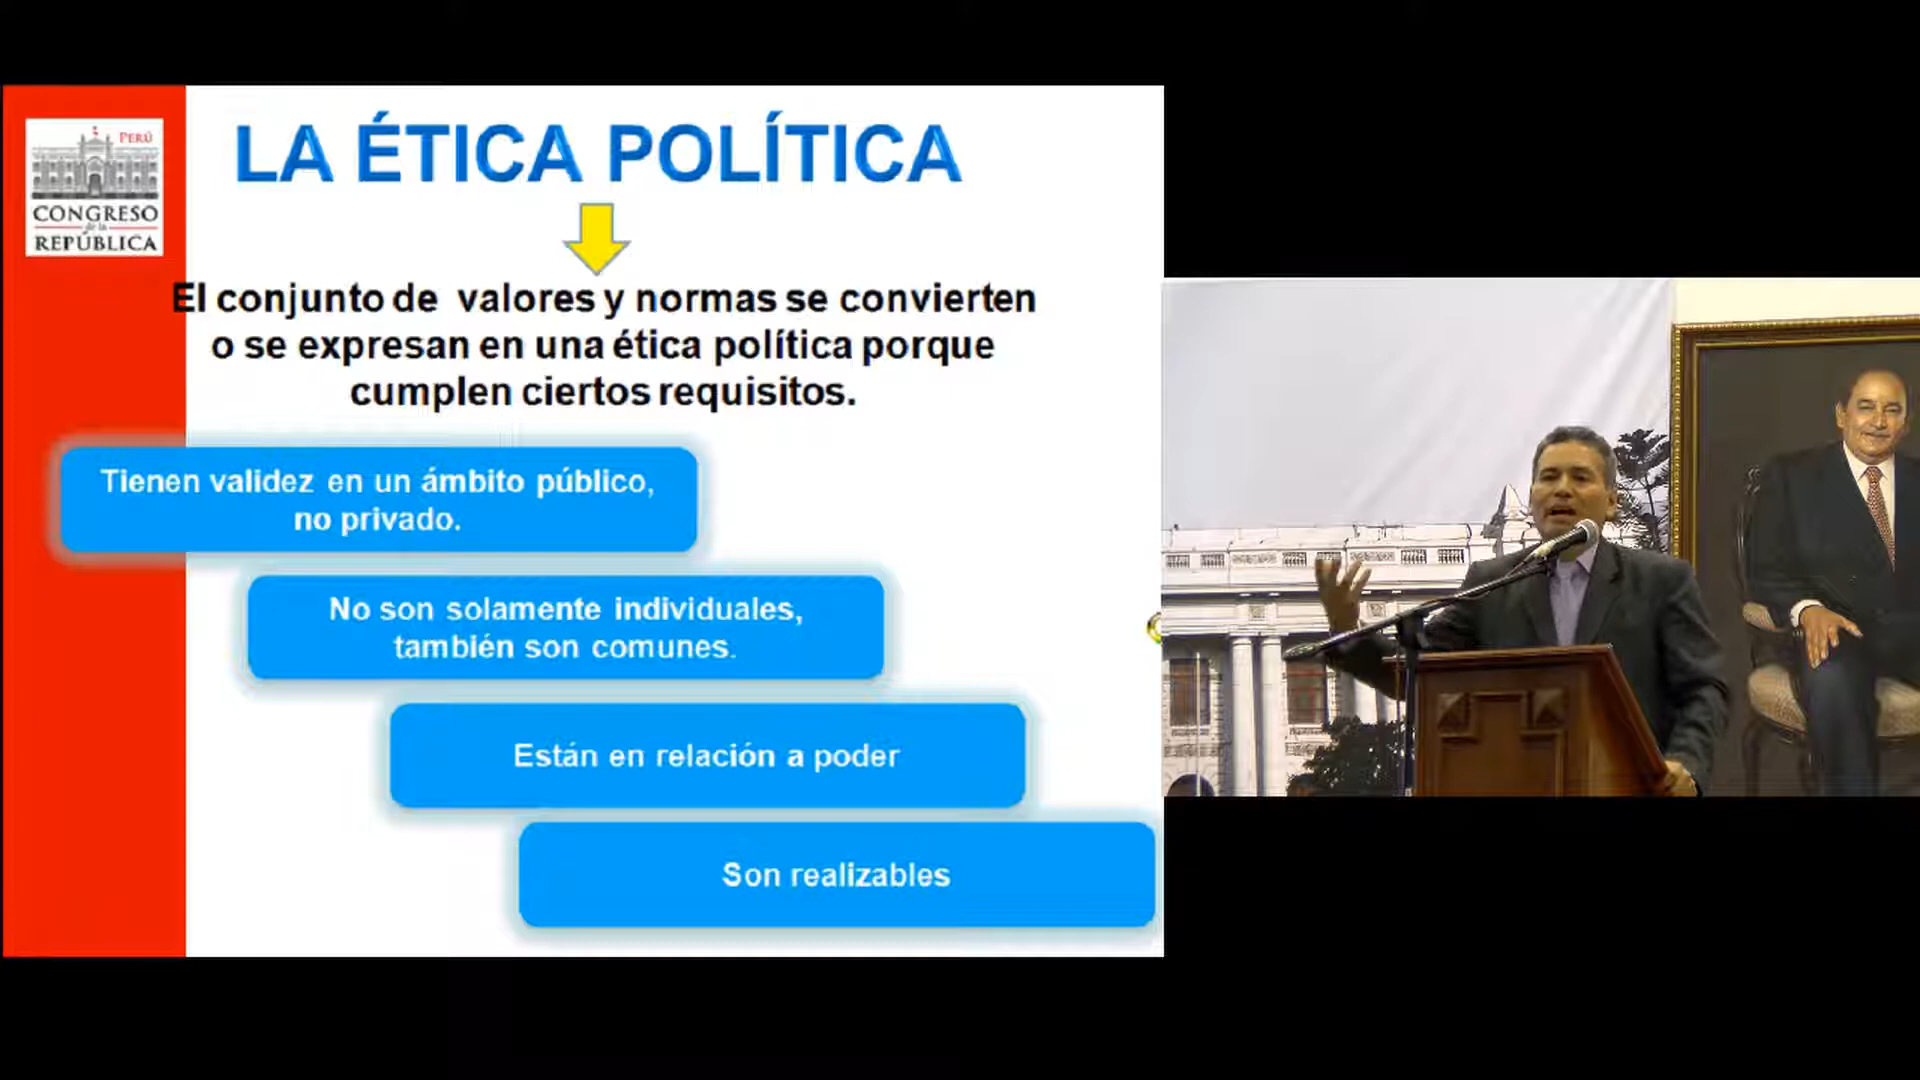 PERÚ
CONGRESO
de la
REPÚBLICA
LA ÉTICA POLÍTICA
El conjunto de valores y normas se convierten
o se expresan en una ética política porque
cumplen ciertos requisitos.
Tienen validez en un ámbito público,
no privado.
No son solamente individuales,
también son comunes.
Están en relación a poder
Son realizables